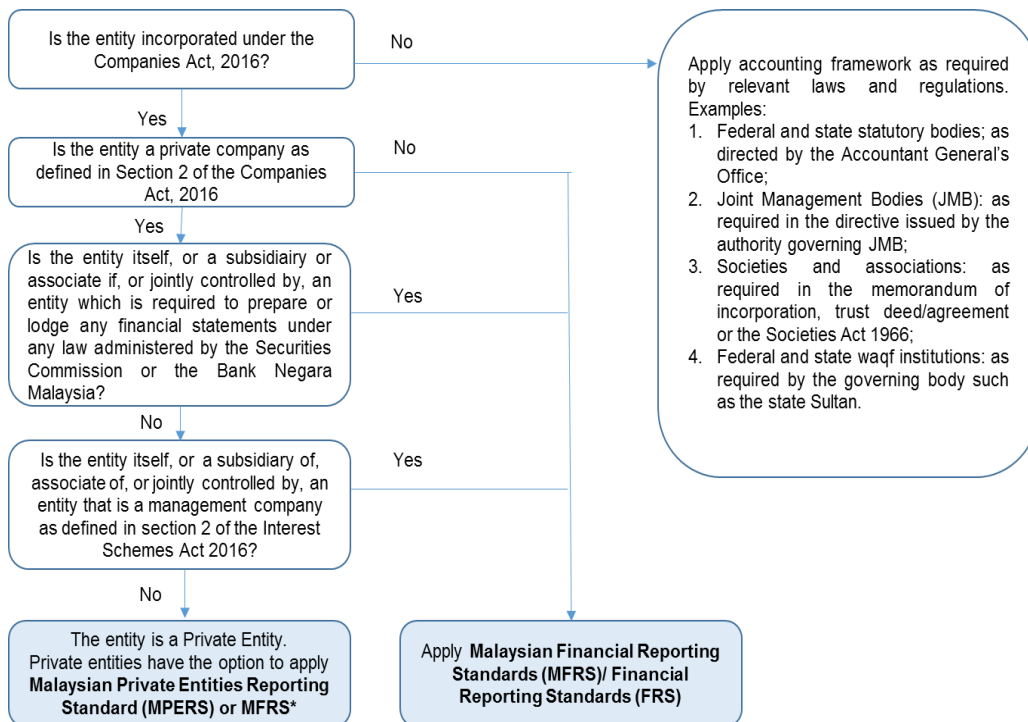 Is the entity incorporated under the
Companies Act, 2016?
No
Yes
Is the entity a private company as
defined in Section 2 of the Companies
Act, 2016
No
Yes
Is the entity itself, or a subsidiairy or
associate if, or jointly controlled by, an
entity which is required to prepare or
lodge any financial statements under
any law administered by the Securities
Commission or the Bank Negara
Malaysia?
Yes
No
Is the entity itself, or a subsidiary of,
associate of, or jointly controlled by, an
entity that is a management company
as defined in section 2 of the Interest
Schemes Act 2016?
Yes
No
The entity is a Private Entity.
Private entities have the option to apply
Malaysian Private Entities Reporting
Standard (MPERS) or MFRS*
Apply Malaysian Financial Reporting
Standards (MFRS)/ Financial
Reporting Standards (FRS)
Apply accounting framework as required
by relevant laws and regulations.
Examples:
1. Federal and state statutory bodies; as
directed by the Accountant General's
Office;
2. Joint Management Bodies (JMB): as
required in the directive issued by the
authority governing JMB;
3. Societies and associations: as
required in the memorandum of
incorporation, trust deed/agreement
or the Societies Act 1966;
4. Federal and state waqf institutions: as
required by the governing body such
as the state Sultan.